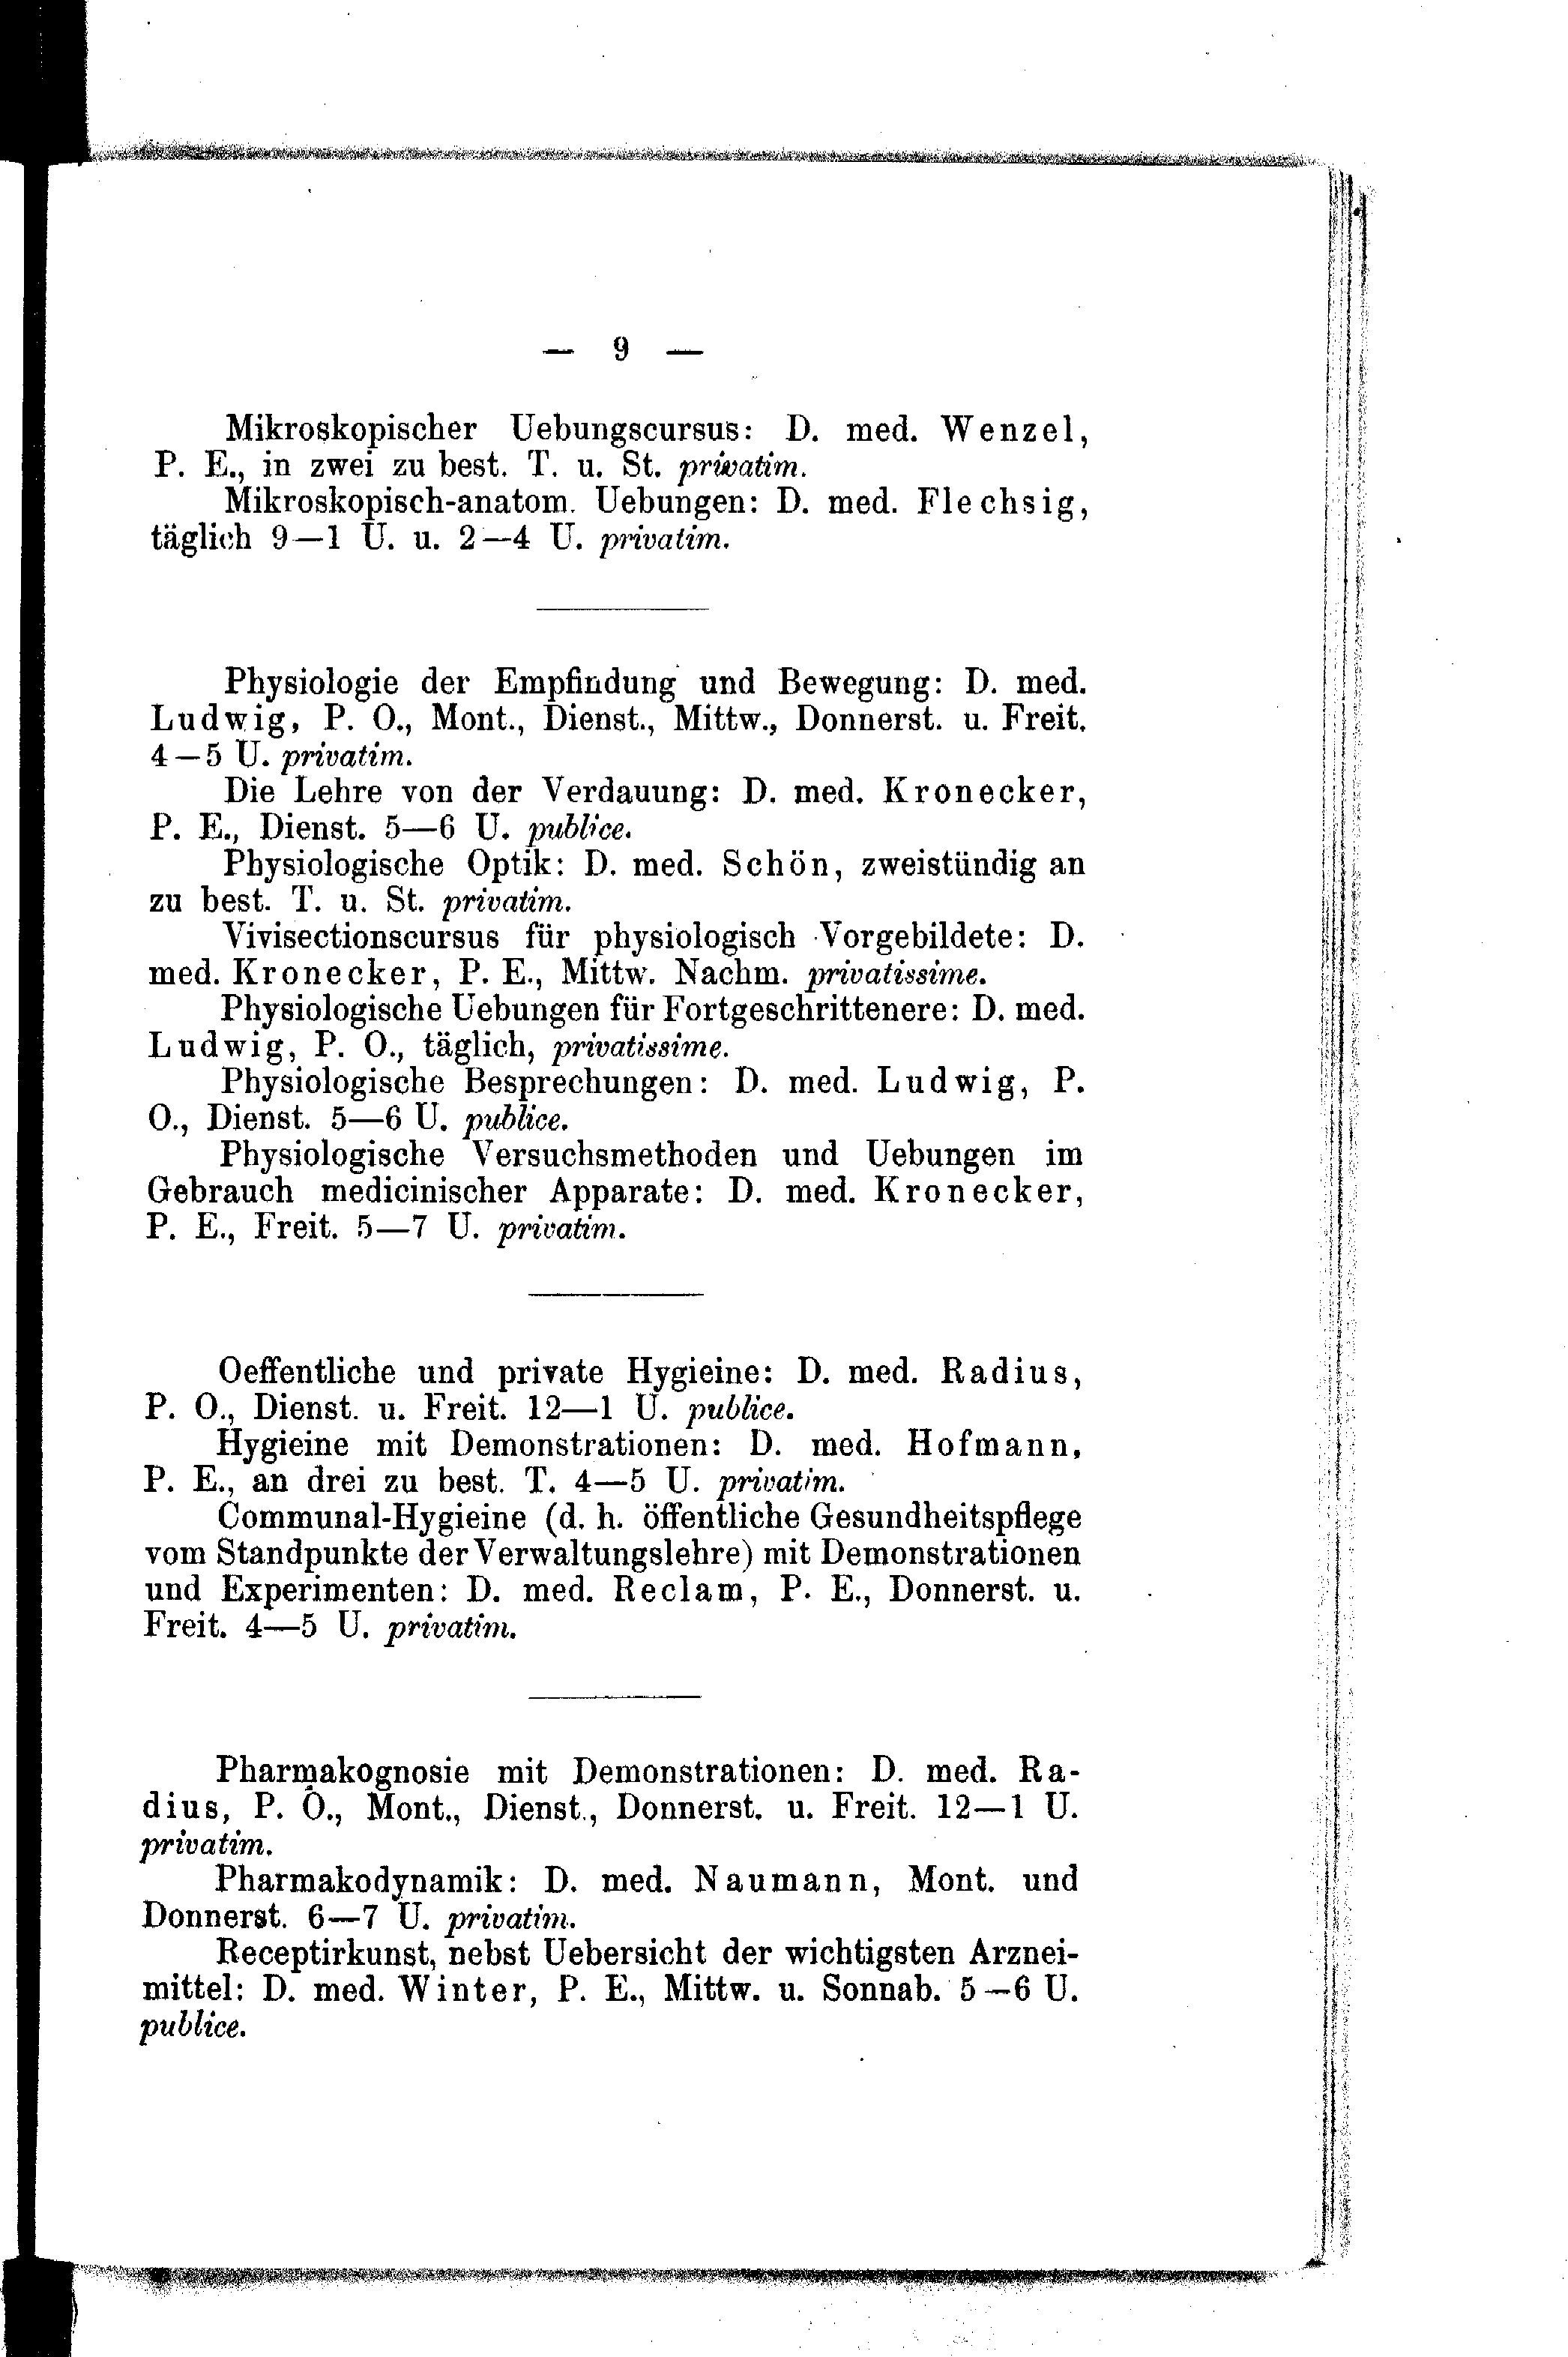 — 9 —
Mikroskopischer Uebungscursus: D. med. Wenzel,
P. E., in zwei zu best. T. u. St. privatim.
Mikroskopisch-anatom. Uebungen: D. med. Flechsig,
täglich 9—1 U. u. 2—4 U. privatim.
Physiologie der Empfindung und Bewegung: D. med.
Ludwig, P. O., Mont., Dienst., Mittw., Donnerst. u. Freit.
4—5 U. privatim.
Die Lehre von der Verdauung: D. med. Kronecker,
P. E., Dienst. 5—6 U. publice.
Physiologische Optik: D. med. Schön, zweistündig an
zu best. T. u. St. privatim.
Vivisectionscursus für physiologisch Vorgebildete: D.
med. Kronecker, P. E., Mittw. Nachm. privatissime.
Physiologische Uebungen für Fortgeschrittenere: D. med.
Ludwig, P. O., täglich, privatissime.
Physiologische Besprechungen: D. med. Ludwig, P.
O., Dienst. 5—6 U. publice.
Physiologische Versuchsmethoden und Uebungen im
Gebrauch medicinischer Apparate: D. med. Kronecker,
P. E., Freit. 5—7 U. privatim.
Oeffentliche und private Hygieine: D. med. Radius,
P. O., Dienst. u. Freit. 12—1 U. publice.
Hygieine mit Demonstrationen: D. med. Hofmann,
P. E., an drei zu best. T. 4—5 U. privatim.
Communal-Hygieine (d. h. öffentliche Gesundheitspflege
vom Standpunkte der Verwaltungslehre) mit Demonstrationen
und Experimenten: D. med. Reclam, P. E., Donnerst. u.
Freit. 4—5 U. privatim.
Pharmakognosie mit Demonstrationen: D. med. Ra-
dius, P. O., Mont., Dienst., Donnerst. u. Freit. 12—1 U.
privatim.
Pharmakodynamik: D. med. Naumann, Mont. und
Donnerst. 6—7 U. privatim.
Receptirkunst, nebst Uebersicht der wichtigsten Arznei-
mittel: D. med. Winter, P. E., Mittw. u. Sonnab. 5—6 U.
publice.